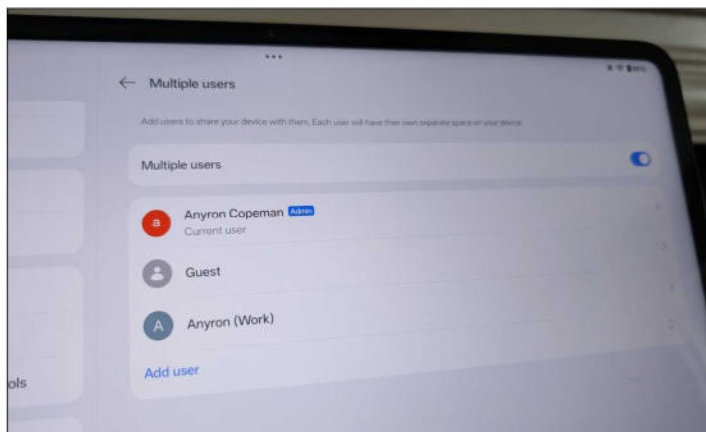 ← Multiple users
Add users to share your device with them. Each user will have their own separate space on your device.
Multiple users
a
Anyron Copeman Admin
Current user
Guest
A
Anyron (Work)
Add user
ols